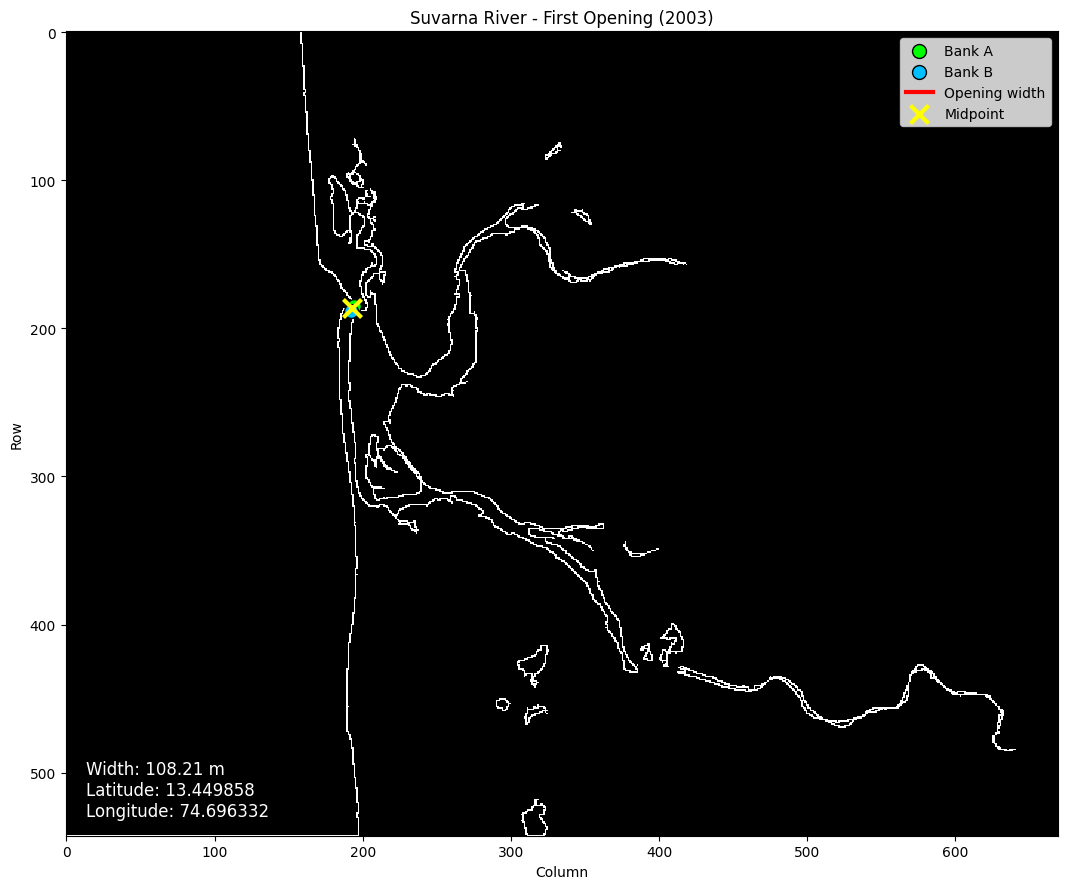 Suvarna River - First Opening (2003)
Bank A
Bank B
Opening width
Midpoint
0
100
200
300
400
500
Row
Width: 108.21 m
Latitude: 13.449858
Longitude: 74.696332
0 100 200 300 400 500 600
Column